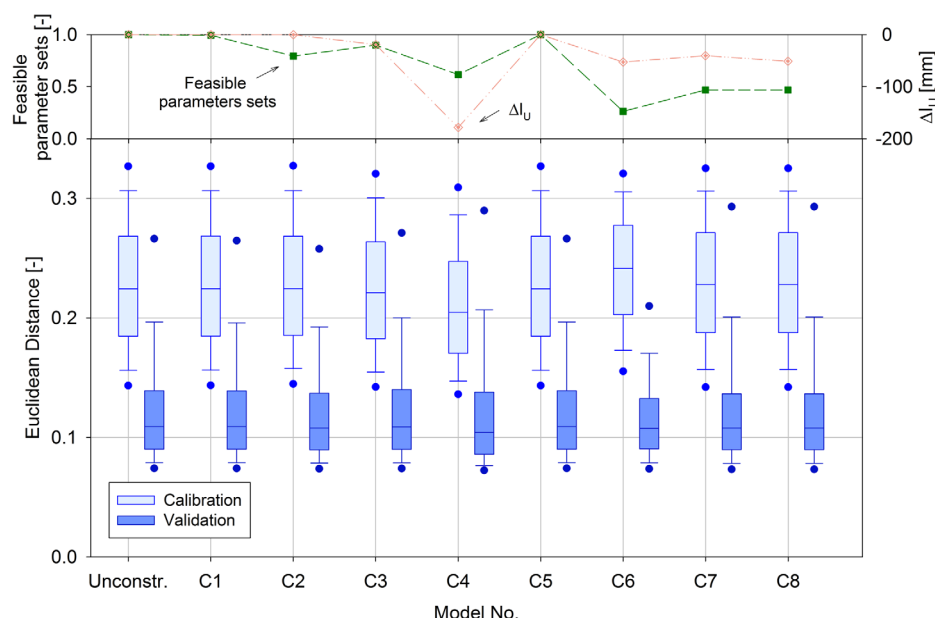 Feasible
parameter sets [-]
1.0
0.5
0.0
Feasible
parameters sets
ΔI_U
0
-100
-200
ΔI_U [mm]
Euclidean Distance [-]
0.3
0.2
0.1
0.0
Calibration
Validation
Unconstr. C1 C2 C3 C4 C5 C6 C7 C8
Model No.